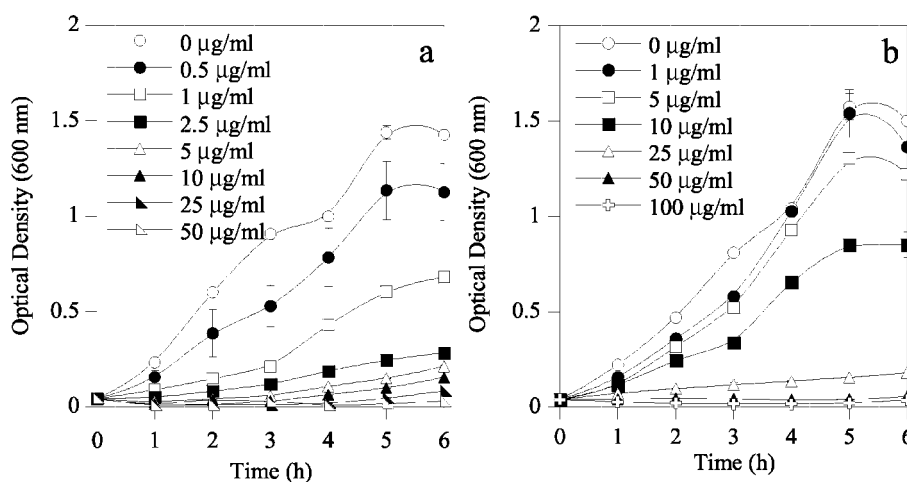 a
Optical Density (600 nm)
2
1.5
1
0.5
0
0 μg/ml
0.5 μg/ml
1 μg/ml
2.5 μg/ml
5 μg/ml
10 μg/ml
25 μg/ml
50 μg/ml
0 1 2 3 4 5 6
Time (h)
b
Optical Density (600 nm)
2
1.5
1
0.5
0
0 μg/ml
1 μg/ml
5 μg/ml
10 μg/ml
25 μg/ml
50 μg/ml
100 μg/ml
0 1 2 3 4 5 6
Time (h)